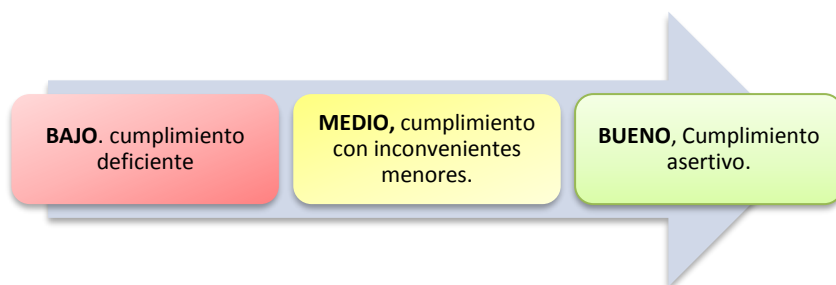 BAJO. cumplimiento
deficiente
MEDIO, cumplimiento
con inconvenientes
menores.
BUENO, Cumplimiento
asertivo.